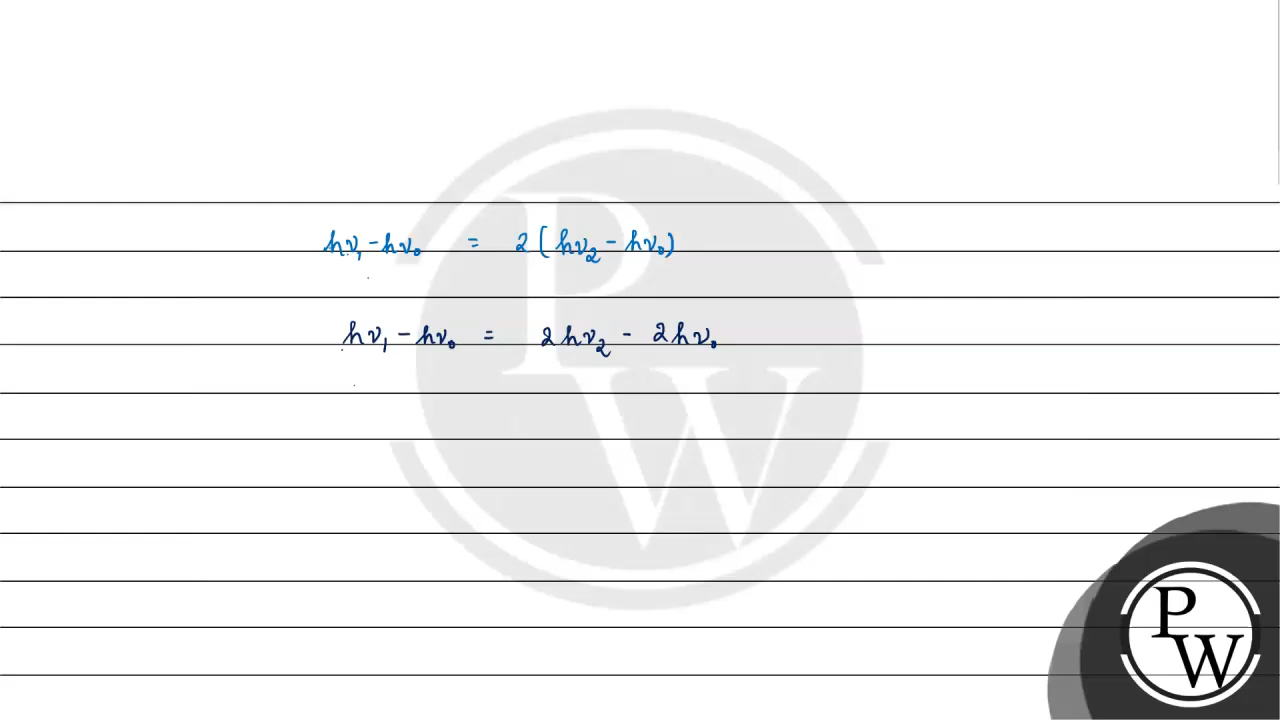 hν₁ - hν₀ = 2 (hν₂ - hν₀)
hν₁ - hν₀ = 2hν₂ - 2hν₀
P
W
P
W